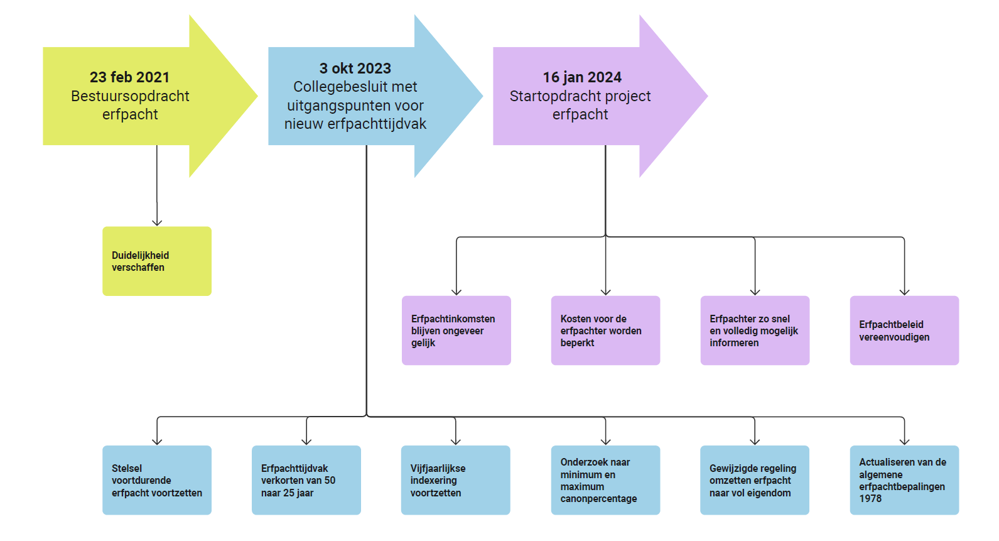 23 feb 2021
Bestuursopdracht
erfpacht
3 okt 2023
Collegebesluit met
uitgangspunten voor
nieuw erfpachttijdvak
16 jan 2024
Startopdracht project
erfpacht
Duidelijkheid
verschaffen
Erfpachtinkomsten
blijven ongeveer
gelijk
Kosten voor de
erfpachter worden
beperkt
Erfpachter zo snel
en volledig mogelijk
informeren
Erfpachtbeleid
vereenvoudigen
Stelsel
voortdurende
erfpacht voortzetten
Erfpachttijdvak
verkorten van 50
naar 25 jaar
Vijfjaarlijkse
indexering
voortzetten
Onderzoek naar
minimum en
maximum
canonpercentage
Gewijzigde regeling
omzetten erfpacht
naar vol eigendom
Actualiseren van de
algemene
erfpachtbepalingen
1978